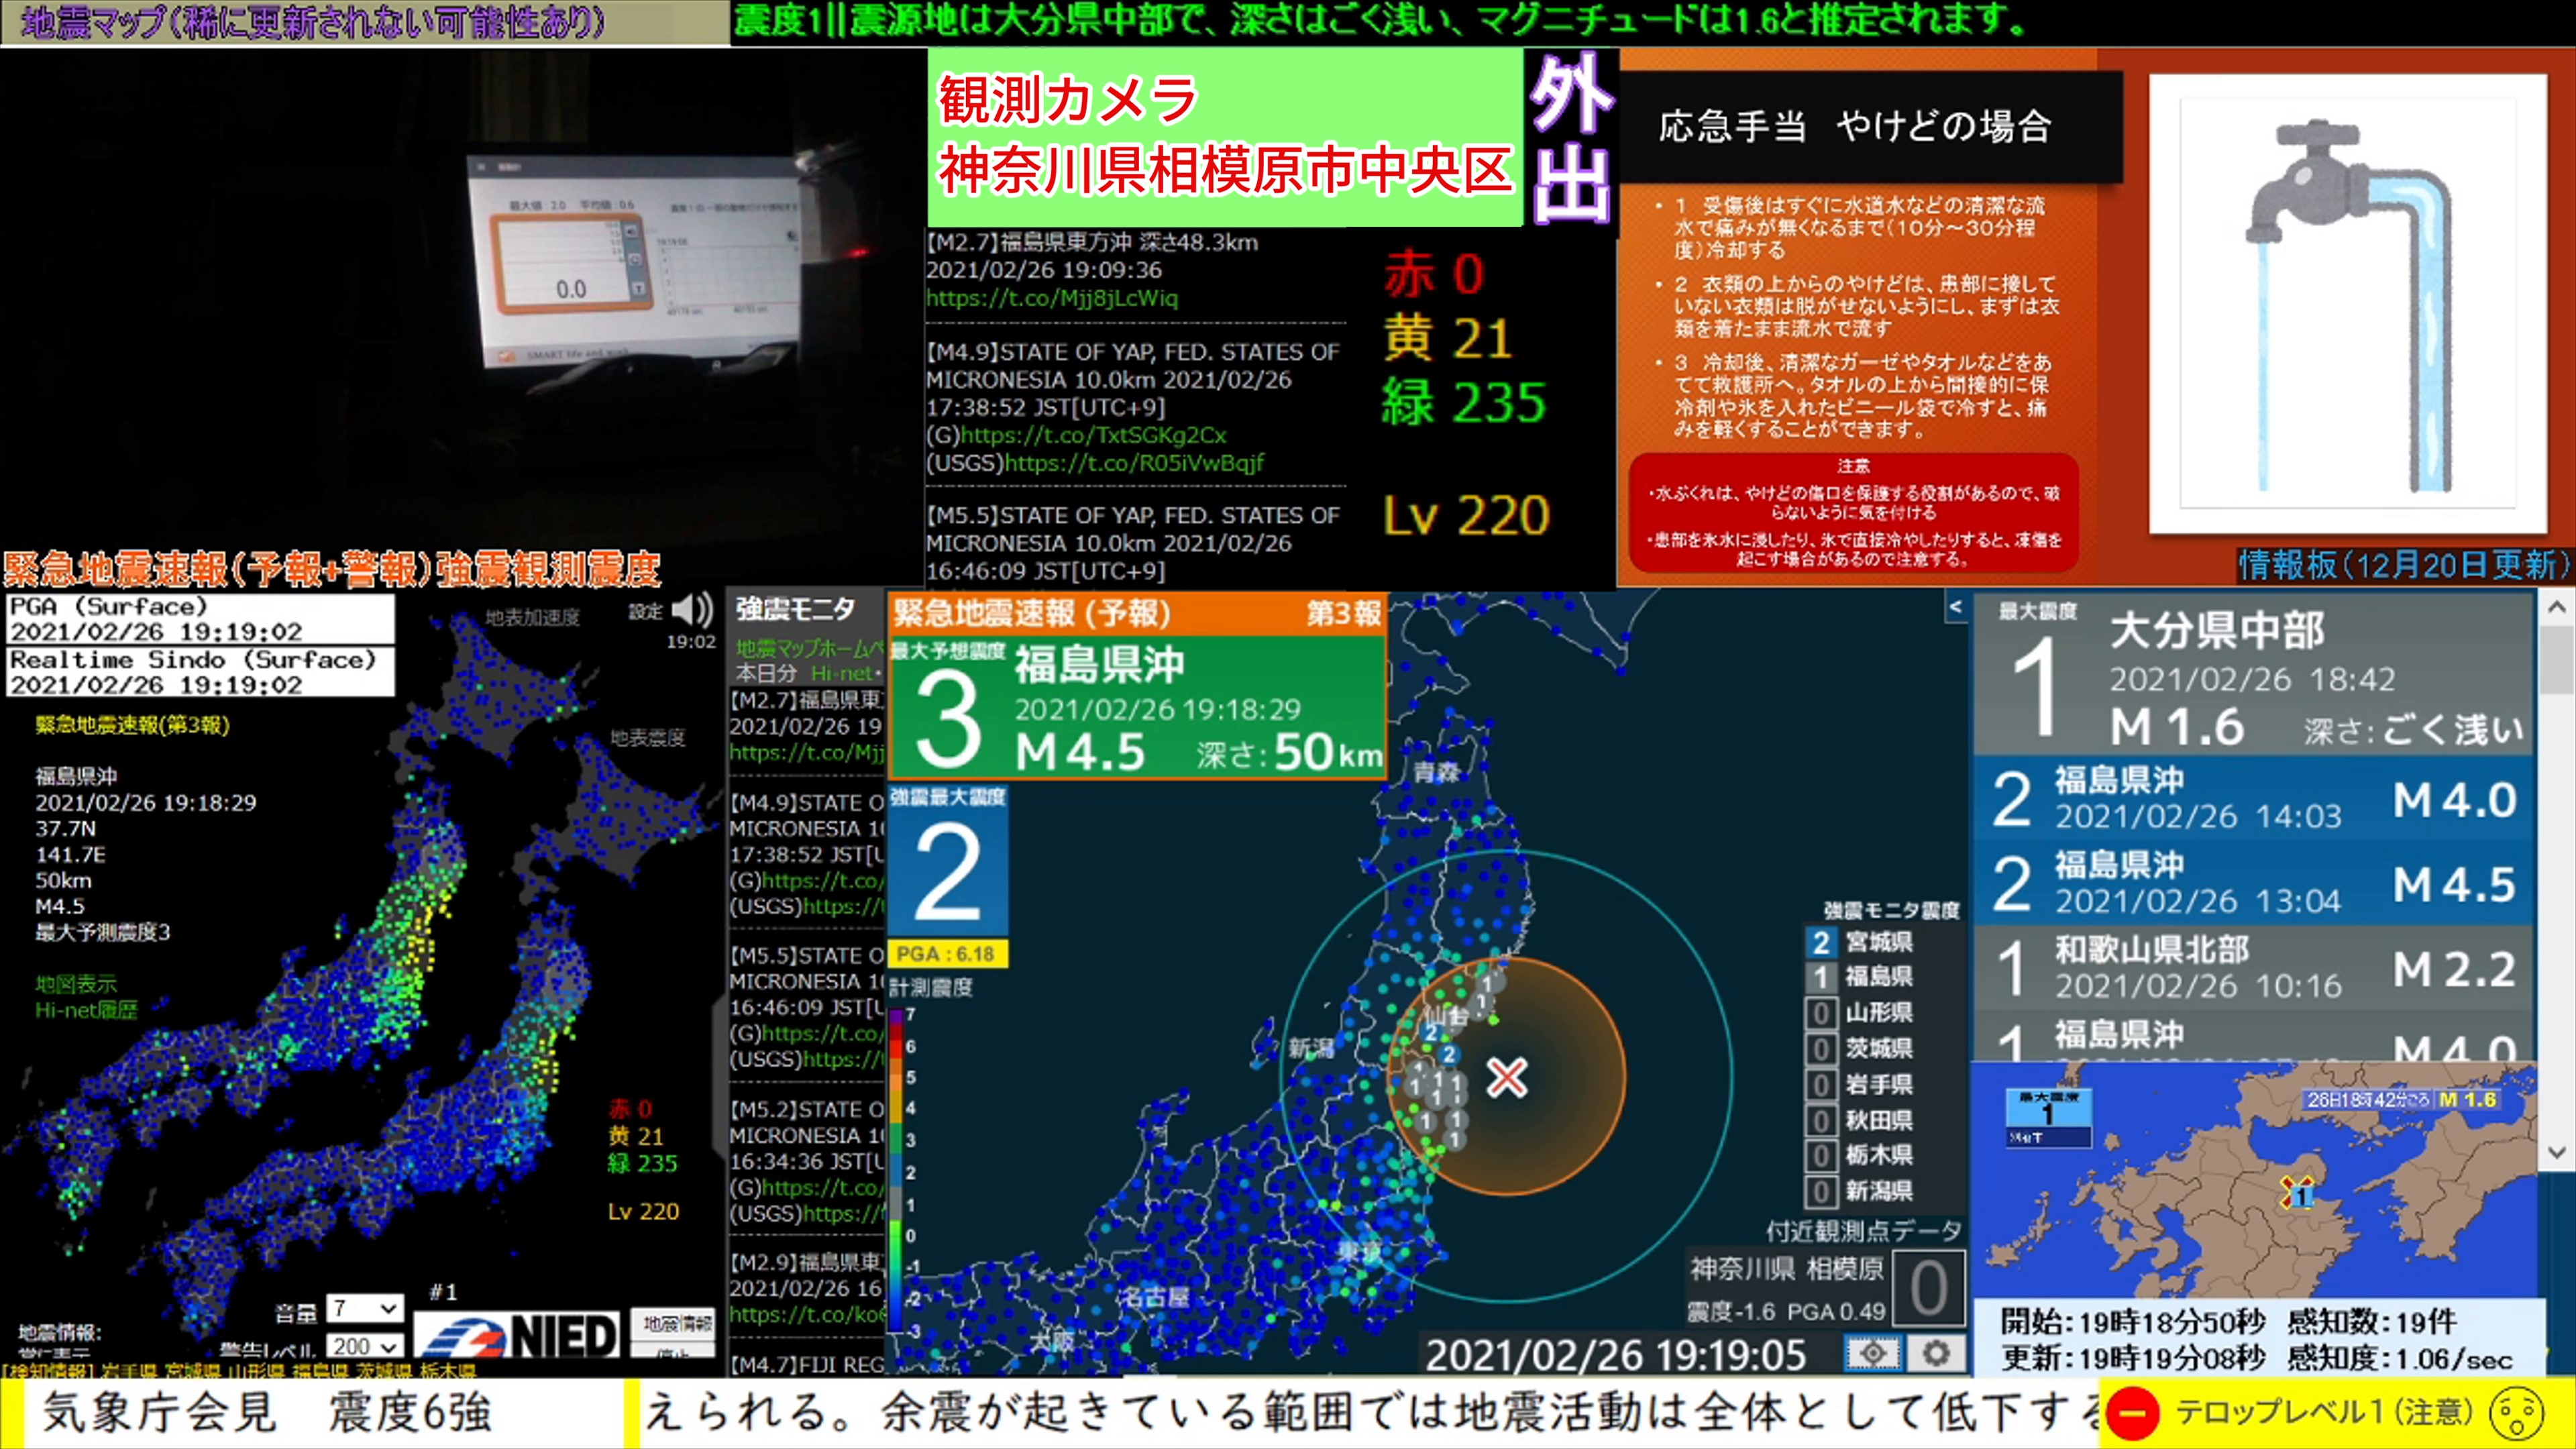 地震マップ(稀に更新されない可能性あり)
震度1||震源地は大分県中部で、深さはごく浅い、マグニチュードは1.6と推定されます。
最大値:2.0 平均値:0.6
0.0
SMART life and work
観測カメラ
神奈川県相模原市中央区
外出
【M2.7】福島県東方沖 深さ48.3km
2021/02/26 19:09:36
https://t.co/Mjj8jLcWiq
【M4.9】STATE OF YAP, FED. STATES OF
MICRONESIA 10.0km 2021/02/26
17:38:52 JST[UTC+9]
(G)https://t.co/TxtSGKg2Cx
(USGS)https://t.co/R05iVwBqjf
【M5.5】STATE OF YAP, FED. STATES OF
MICRONESIA 10.0km 2021/02/26
16:46:09 JST[UTC+9]
赤 0
黄 21
緑 235
Lv 220
応急手当 やけどの場合
・1 受傷後はすぐに水道水などの清潔な流
水で痛みが無くなるまで(10分～30分程
度)冷却する
・2 衣類の上からのやけどは、患部に接して
いない衣類は脱がせないようにし、まずは衣
類を着たまま流水で流す
・3 冷却後、清潔なガーゼやタオルなどをあ
てて救護所へ。タオルの上から間接的に保
冷剤や氷を入れたビニール袋で冷すと、痛
みを軽くすることができます。
注意
・水ぶくれは、やけどの傷口を保護する役割があるので、破
らないように気を付ける
・患部を氷水に浸したり、氷で直接冷やしたりすると、凍傷を
起こす場合があるので注意する。
情報板(12月20日更新)
緊急地震速報(予報+警報)強震観測震度
PGA (Surface)
2021/02/26 19:19:02
Realtime Sindo (Surface)
2021/02/26 19:19:02
地表加速度
設定
19:02
地表震度
緊急地震速報(第3報)
福島県沖
2021/02/26 19:18:29
37.7N
141.7E
50km
M4.5
最大予測震度3
地図表示
Hi-net履歴
赤 0
黄 21
緑 235
Lv 220
#1
音量 7
警告レベル 200
NIED
地震情報
地震情報:
[検知情報] 岩手県 宮城県 山形県 福島県 茨城県 栃木県
強震モニタ
地震マップホームペ
本日分 Hi-net・
【M2.7】福島県東
2021/02/26 19
https://t.co/Mjj
【M4.9】STATE O
MICRONESIA 1
17:38:52 JST[U
(G)https://t.co/
(USGS)https://
【M5.5】STATE O
MICRONESIA 1
16:46:09 JST[U
(G)https://t.co/
(USGS)https://
【M5.2】STATE O
MICRONESIA 1
16:34:36 JST[U
(G)https://t.co/
(USGS)https://
【M2.9】福島県東
2021/02/26 16
https://t.co/ko
【M4.7】FIJI REG
緊急地震速報 (予報) 第3報
最大予想震度
3
福島県沖
2021/02/26 19:18:29
M 4.5 深さ: 50 km
強震最大震度
2
PGA : 6.18
計測震度
7
6
5
4
3
2
1
0
-1
-2
-3
青森
仙台
新潟
東京
名古屋
大阪
強震モニタ震度
2 宮城県
1 福島県
0 山形県
0 茨城県
0 岩手県
0 秋田県
0 栃木県
0 新潟県
付近観測点データ
神奈川県 相模原
震度-1.6 PGA 0.49
0
2021/02/26 19:19:05
最大震度
1
大分県中部
2021/02/26 18:42
M 1.6 深さ: ごく浅い
2 福島県沖
2021/02/26 14:03 M 4.0
2 福島県沖
2021/02/26 13:04 M 4.5
1 和歌山県北部
2021/02/26 10:16 M 2.2
1 福島県沖
M 4.0
最大震度
1
26日18時42分ごろ M 1.6
1
開始:19時18分50秒 感知数:19件
更新:19時19分08秒 感知度:1.06/sec
気象庁会見 震度6強
えられる。余震が起きている範囲では地震活動は全体として低下する
テロップレベル1(注意)